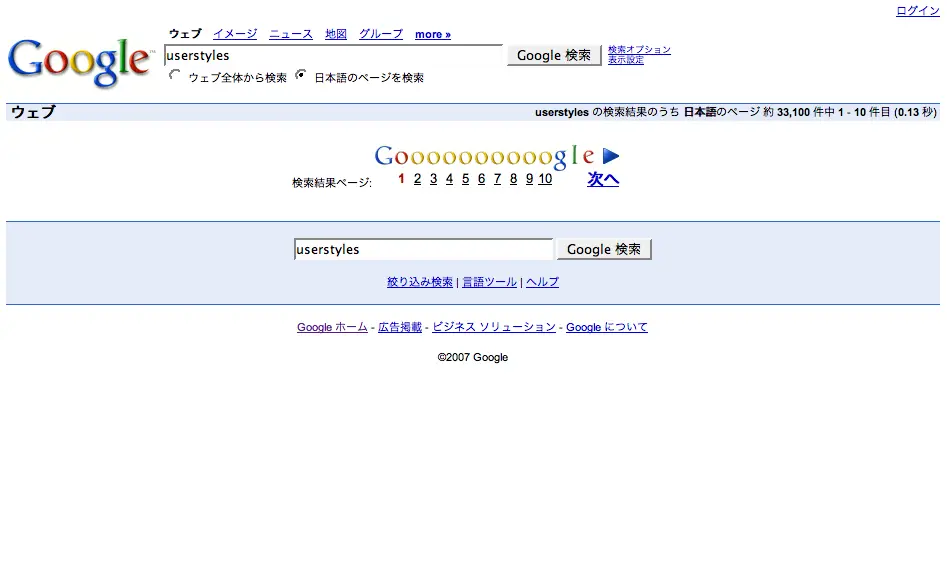 ログイン
Google™
ウェブ イメージ ニュース 地図 グループ more »
userstyles Google 検索 検索オプション
表示設定
ウェブ全体から検索 日本語のページを検索
ウェブ userstyles の検索結果のうち 日本語のページ 約 33,100 件中 1 - 10 件目 (0.13 秒)
Goooooooooogle
検索結果ページ: 1 2 3 4 5 6 7 8 9 10 次へ
userstyles Google 検索
絞り込み検索 | 言語ツール | ヘルプ
Google ホーム - 広告掲載 - ビジネス ソリューション - Google について
©2007 Google